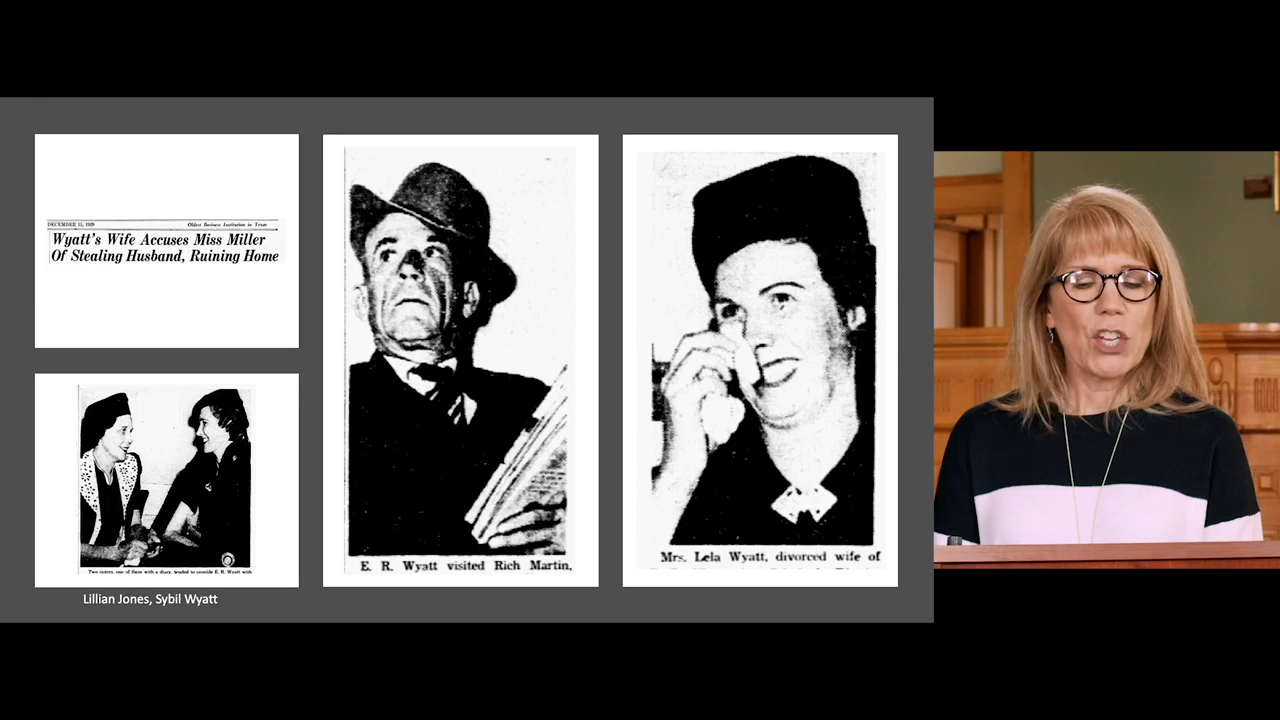 DECEMBER 15, 1939 Oldest Business Institution in Texas
Wyatt's Wife Accuses Miss Miller
Of Stealing Husband, Ruining Home
Two sisters, one of them with a diary, tended to provide E. R. Wyatt with
Lillian Jones, Sybil Wyatt
E. R. Wyatt visited Rich Martin,
Mrs. Lela Wyatt, divorced wife of